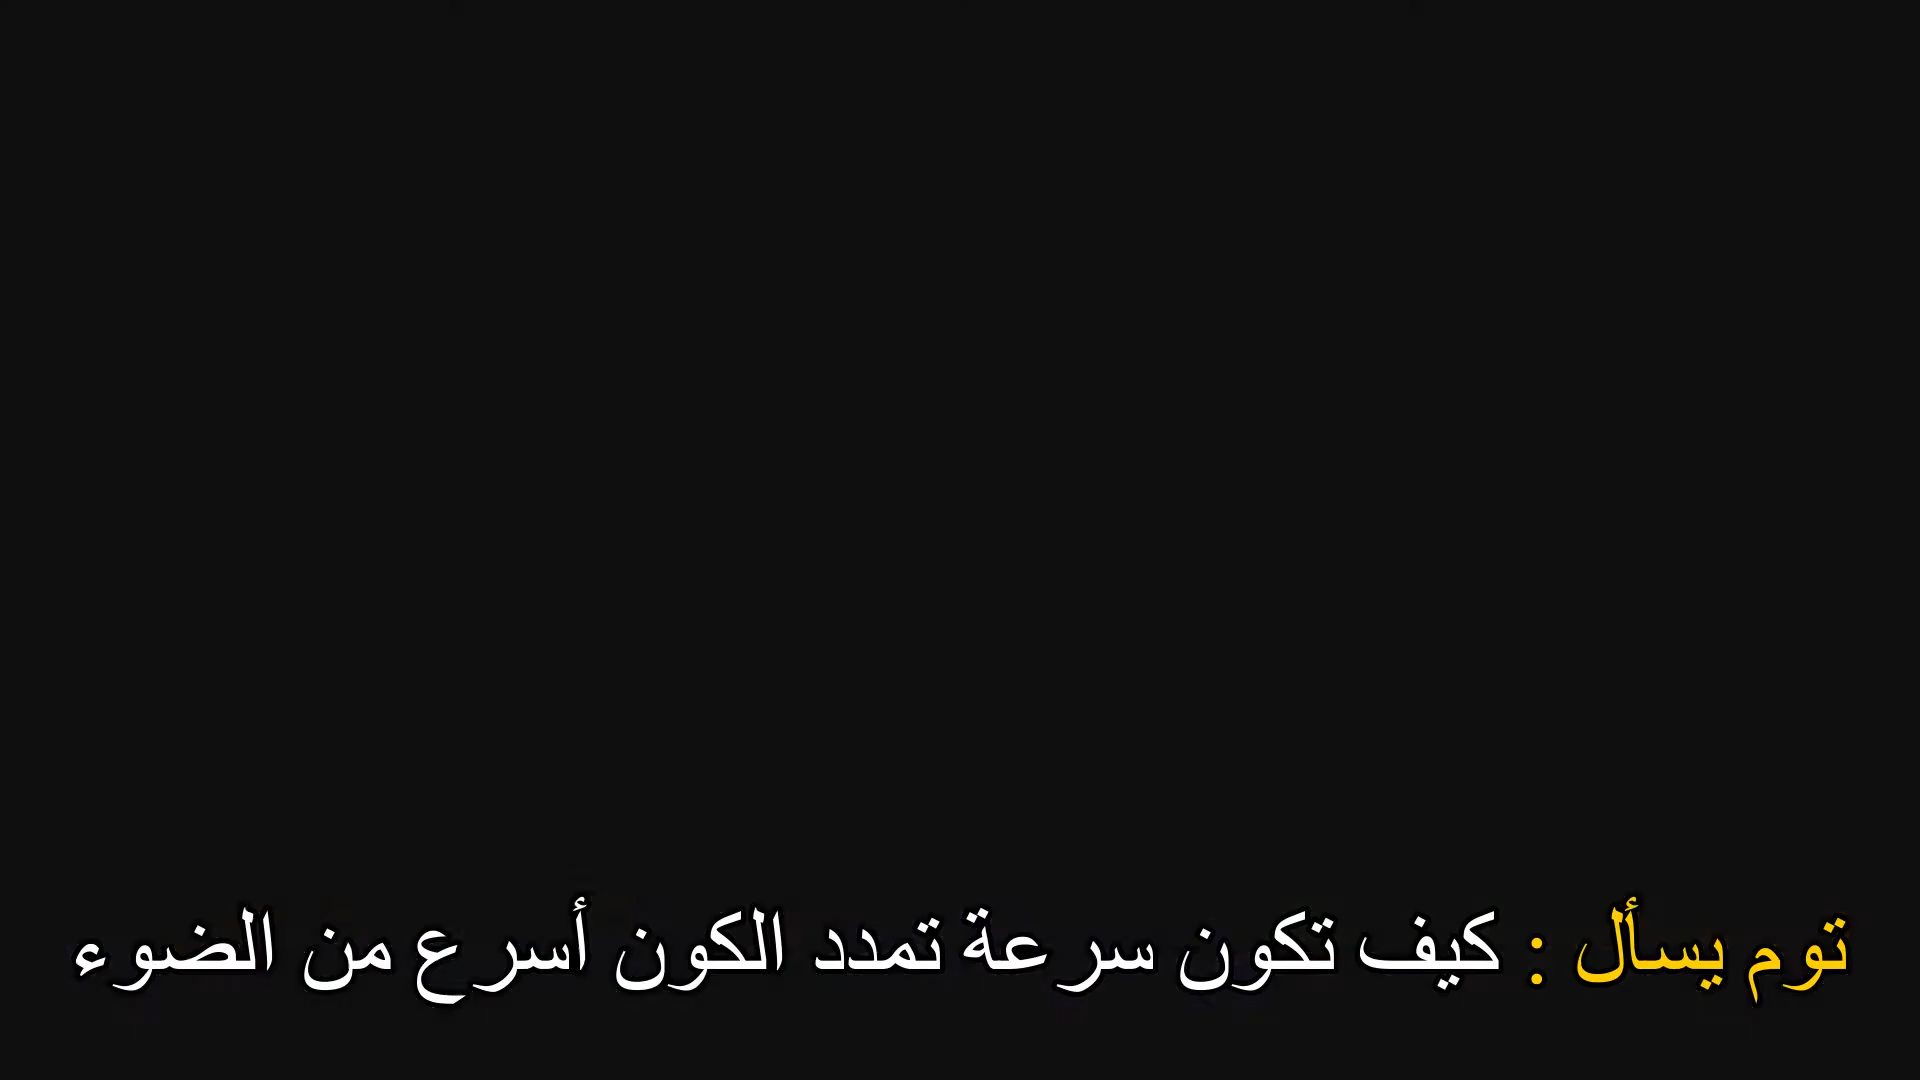 توم يسأل : كيف تكون سرعة تمدد الكون أسرع من الضوء